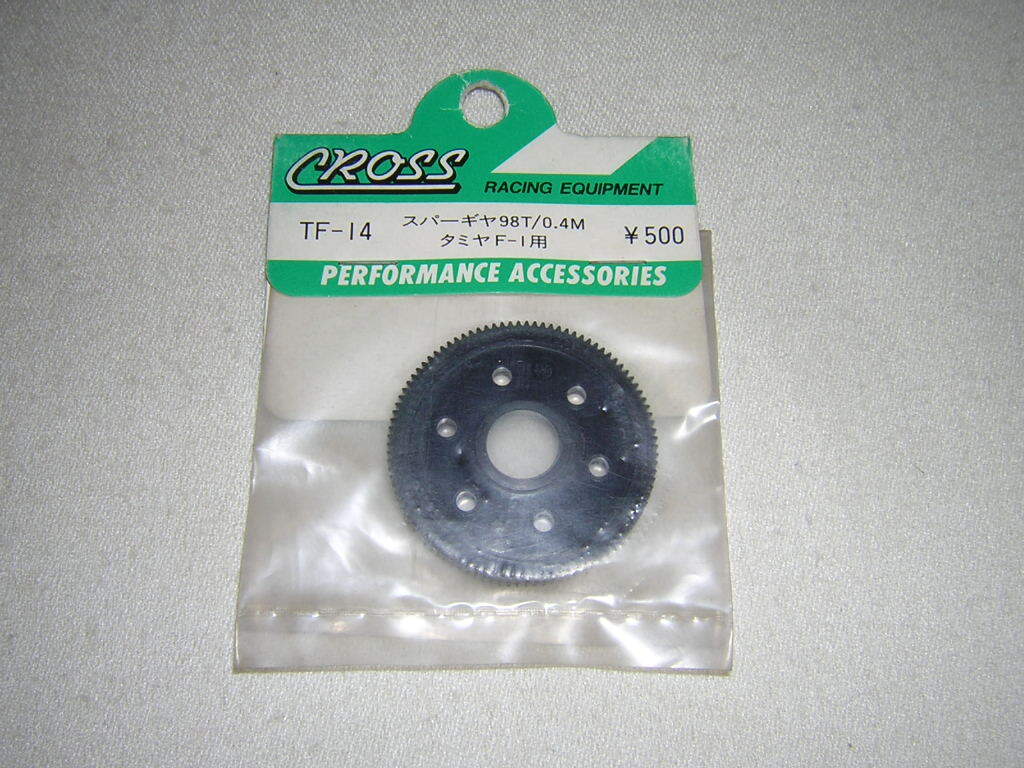 CROSS
RACING EQUIPMENT
TF-14 スパーギヤ98T/0.4M ¥500
タミヤF-1用
PERFORMANCE ACCESSORIES